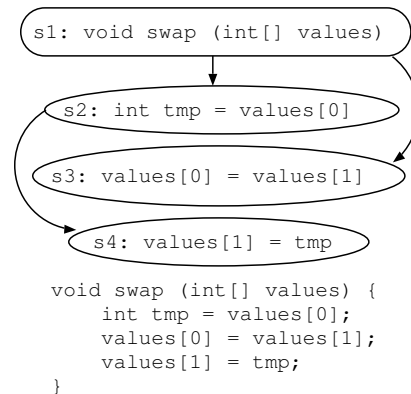 s1: void swap (int[] values)
s2: int tmp = values[0]
s3: values[0] = values[1]
s4: values[1] = tmp
void swap (int[] values) {
    int tmp = values[0];
    values[0] = values[1];
    values[1] = tmp;
}